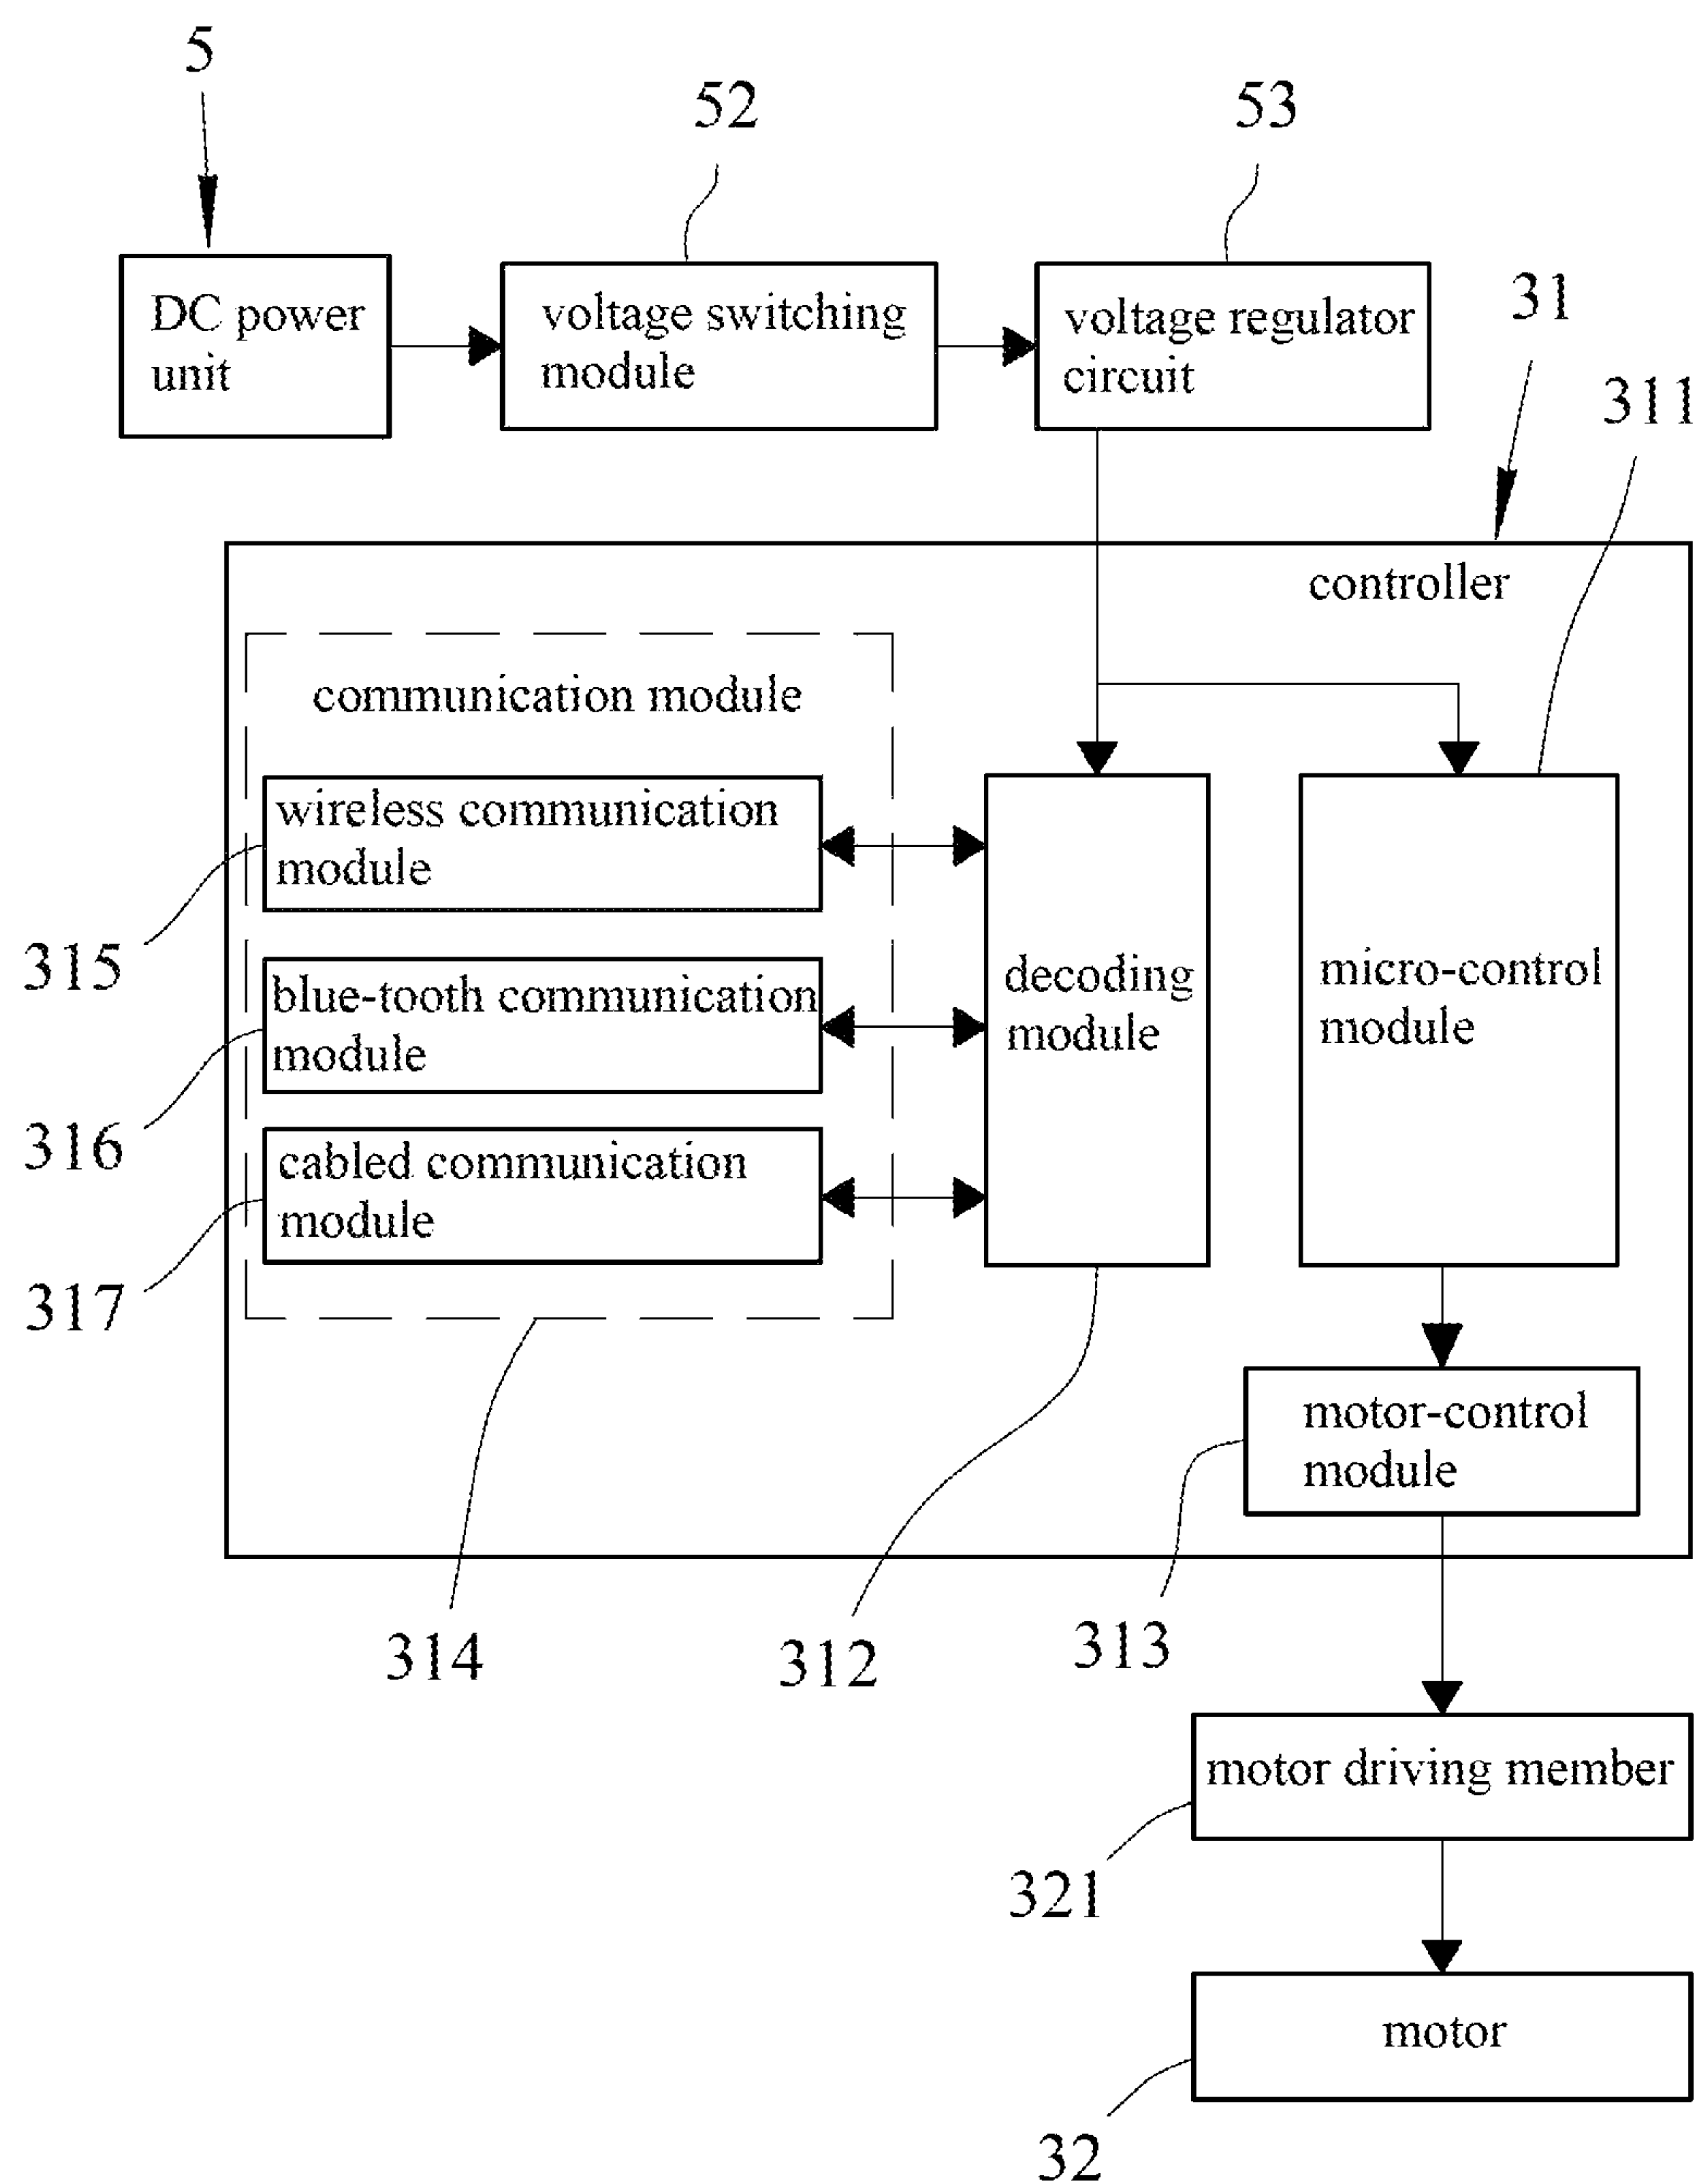 5
52
53
DC power
unit
voltage switching
module
voltage regulator
circuit
31
311
controller
communication module
wireless communication
module
315
blue-tooth communication
module
316
cabled communication
module
317
decoding
module
micro-control
module
motor-control
module
314
312
313
motor driving member
321
motor
32